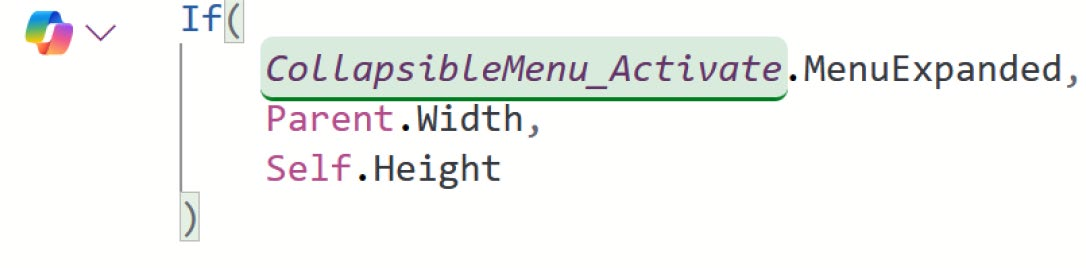 If(
CollapsibleMenu_Activate.MenuExpanded,
Parent.Width,
Self.Height
)